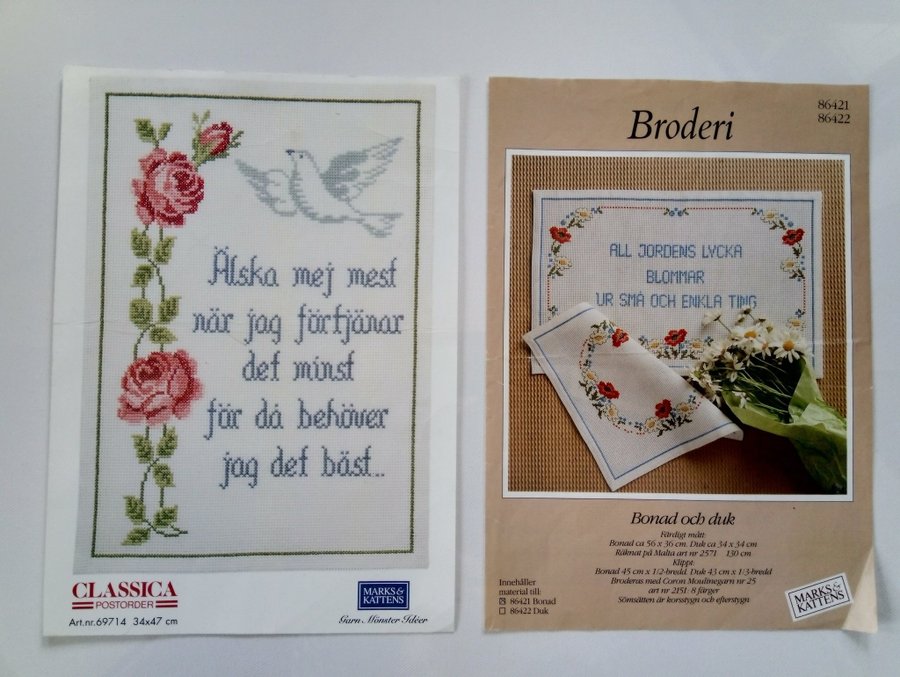 Älska mej mest
när jag förtjänar
det minst
för då behöver
jag det bäst...
CLASSICA
POSTORDER
Art.nr.69714 34x47 cm
MARKS &
KATTENS
Garn Mönster Idéer
86421
86422
Broderi
ALL JORDENS LYCKA
BLOMMAR
UR SMÅ OCH ENKLA TING
Bonad och duk
Färdigt mått:
Bonad ca 56 x 36 cm. Duk ca 34 x 34 cm
Räknat på Malta art nr 2571 130 cm
Klippt:
Bonad 45 cm x 1/2-bredd. Duk 43 cm x 1/3-bredd
Broderas med Coron Moulinegarn nr 25
art nr 2151: 8 färger
Sömsätten är korsstygn och efterstygn
Innehåller
material till:
86421 Bonad
86422 Duk
MARKS &
KATTENS